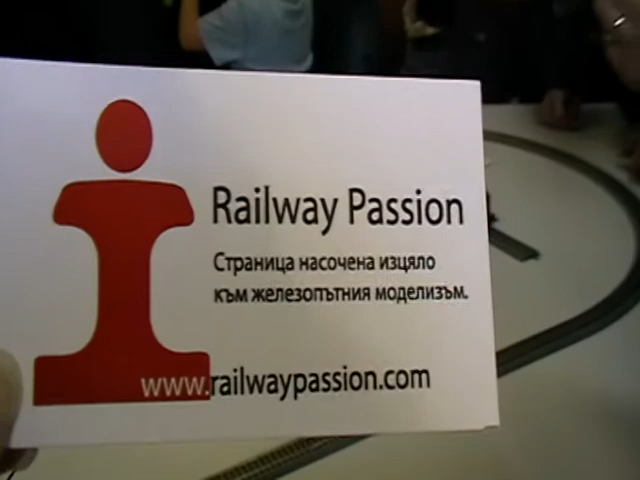 Railway Passion
Страница насочена изцяло
към железопътния моделизъм.
www.railwaypassion.com